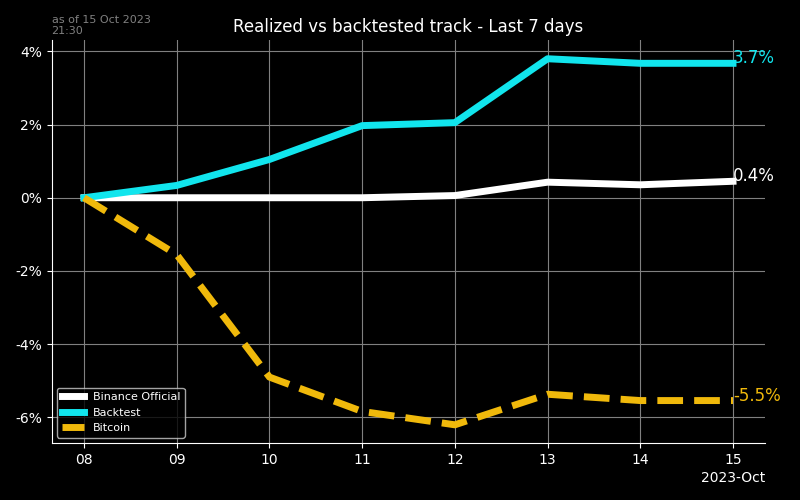 as of 15 Oct 2023
21:30
Realized vs backtested track - Last 7 days
4%
2%
0%
-2%
-4%
-6%
3.7%
0.4%
-5.5%
Binance Official
Backtest
Bitcoin
08 09 10 11 12 13 14 15
2023-Oct